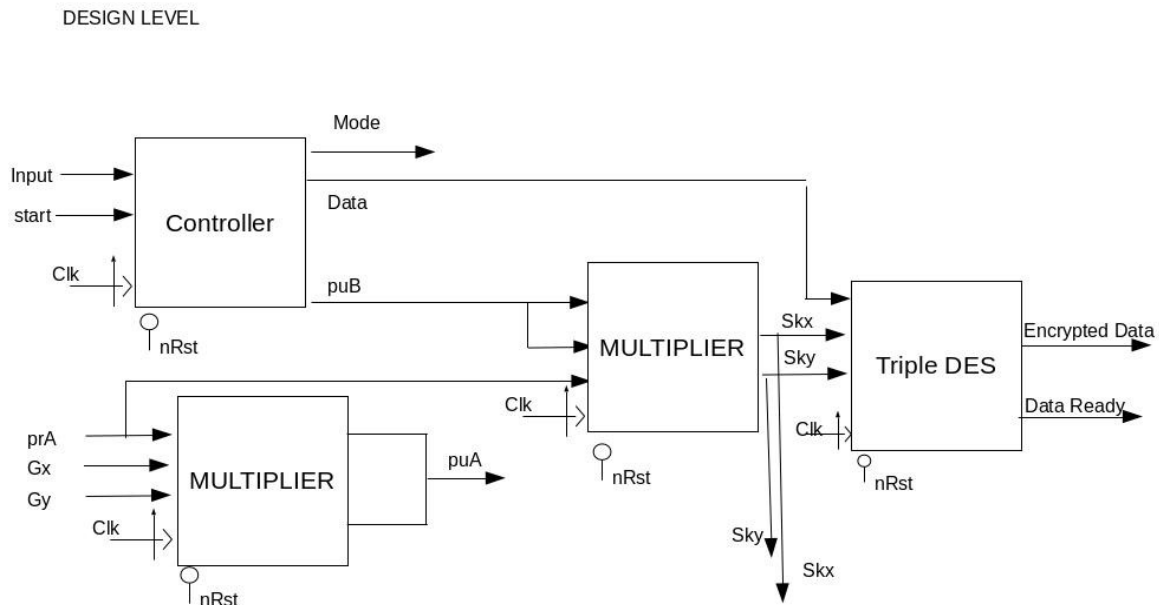 DESIGN LEVEL
Mode
Input
Data
start
Controller
Clk
puB
nRst
Skx
Encrypted Data
MULTIPLIER
Sky
Triple DES
Clk
Data Ready
prA
Clk
Gx
puA
nRst
nRst
MULTIPLIER
Gy
Clk
Sky
Skx
nRst